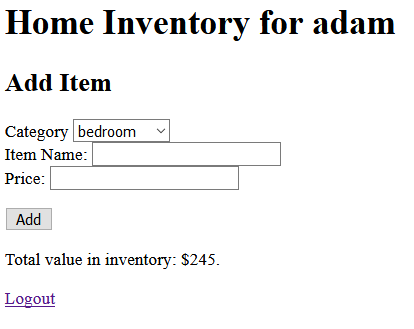 Home Inventory for adam
Add Item
Category bedroom
Item Name:
Price:
Add
Total value in inventory: $245.
Logout